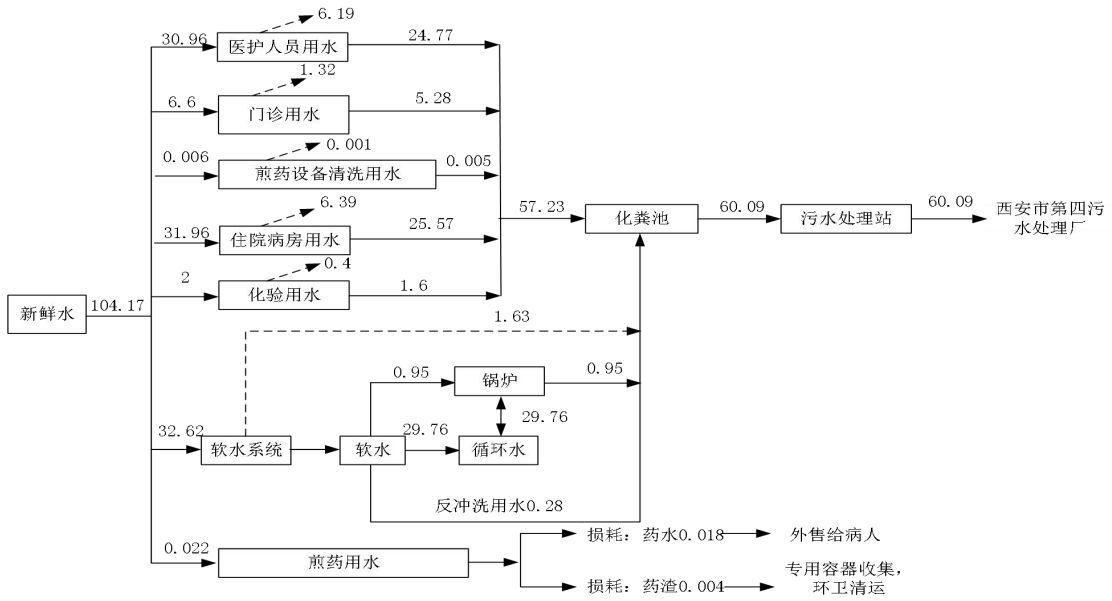 6.19
30.96
医护人员用水
24.77
1.32
6.6
门诊用水
5.28
0.001
0.006
煎药设备清洗用水
0.005
6.39
31.96
住院病房用水
25.57
57.23
化粪池
60.09
污水处理站
60.09
西安市第四污
水处理厂
0.4
2
化验用水
1.6
新鲜水
104.17
1.63
0.95
锅炉
0.95
29.76
32.62
软水系统
软水
29.76
循环水
反冲洗用水0.28
0.022
煎药用水
损耗：药水0.018
外售给病人
损耗：药渣0.004
专用容器收集，
环卫清运